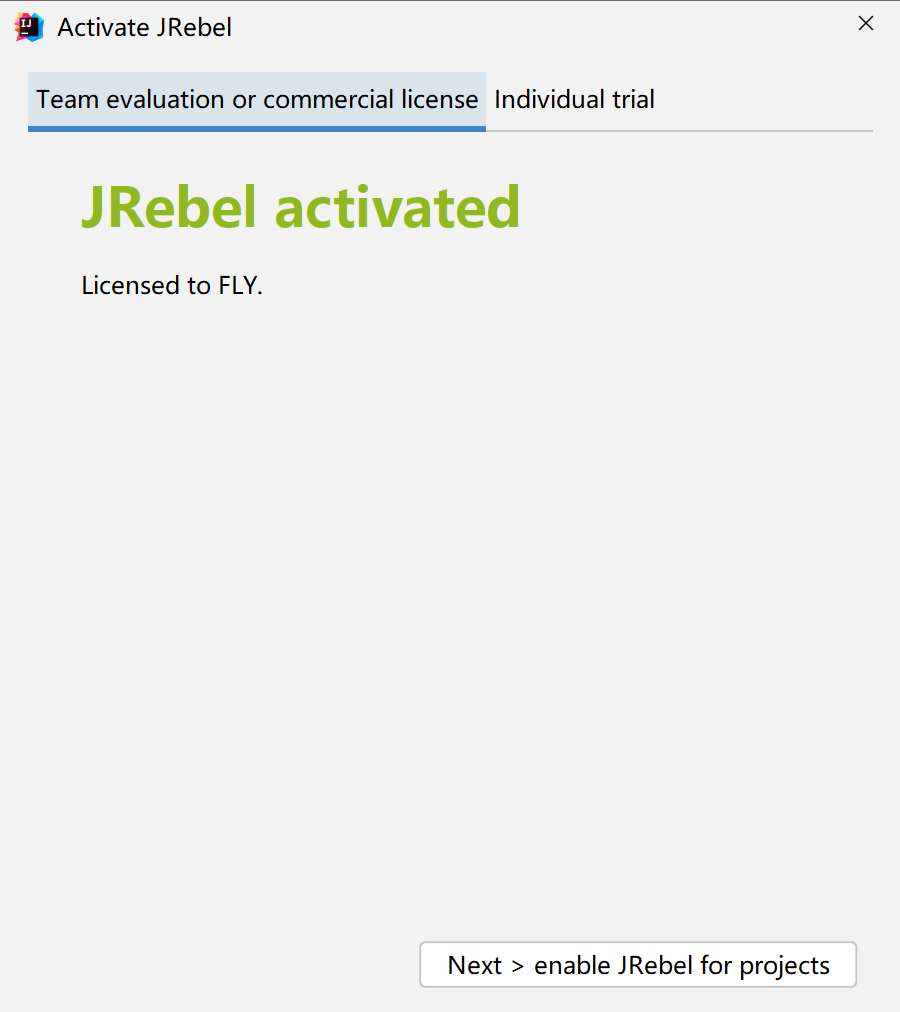 Activate JRebel
Team evaluation or commercial license Individual trial
JRebel activated
Licensed to FLY.
Next > enable JRebel for projects